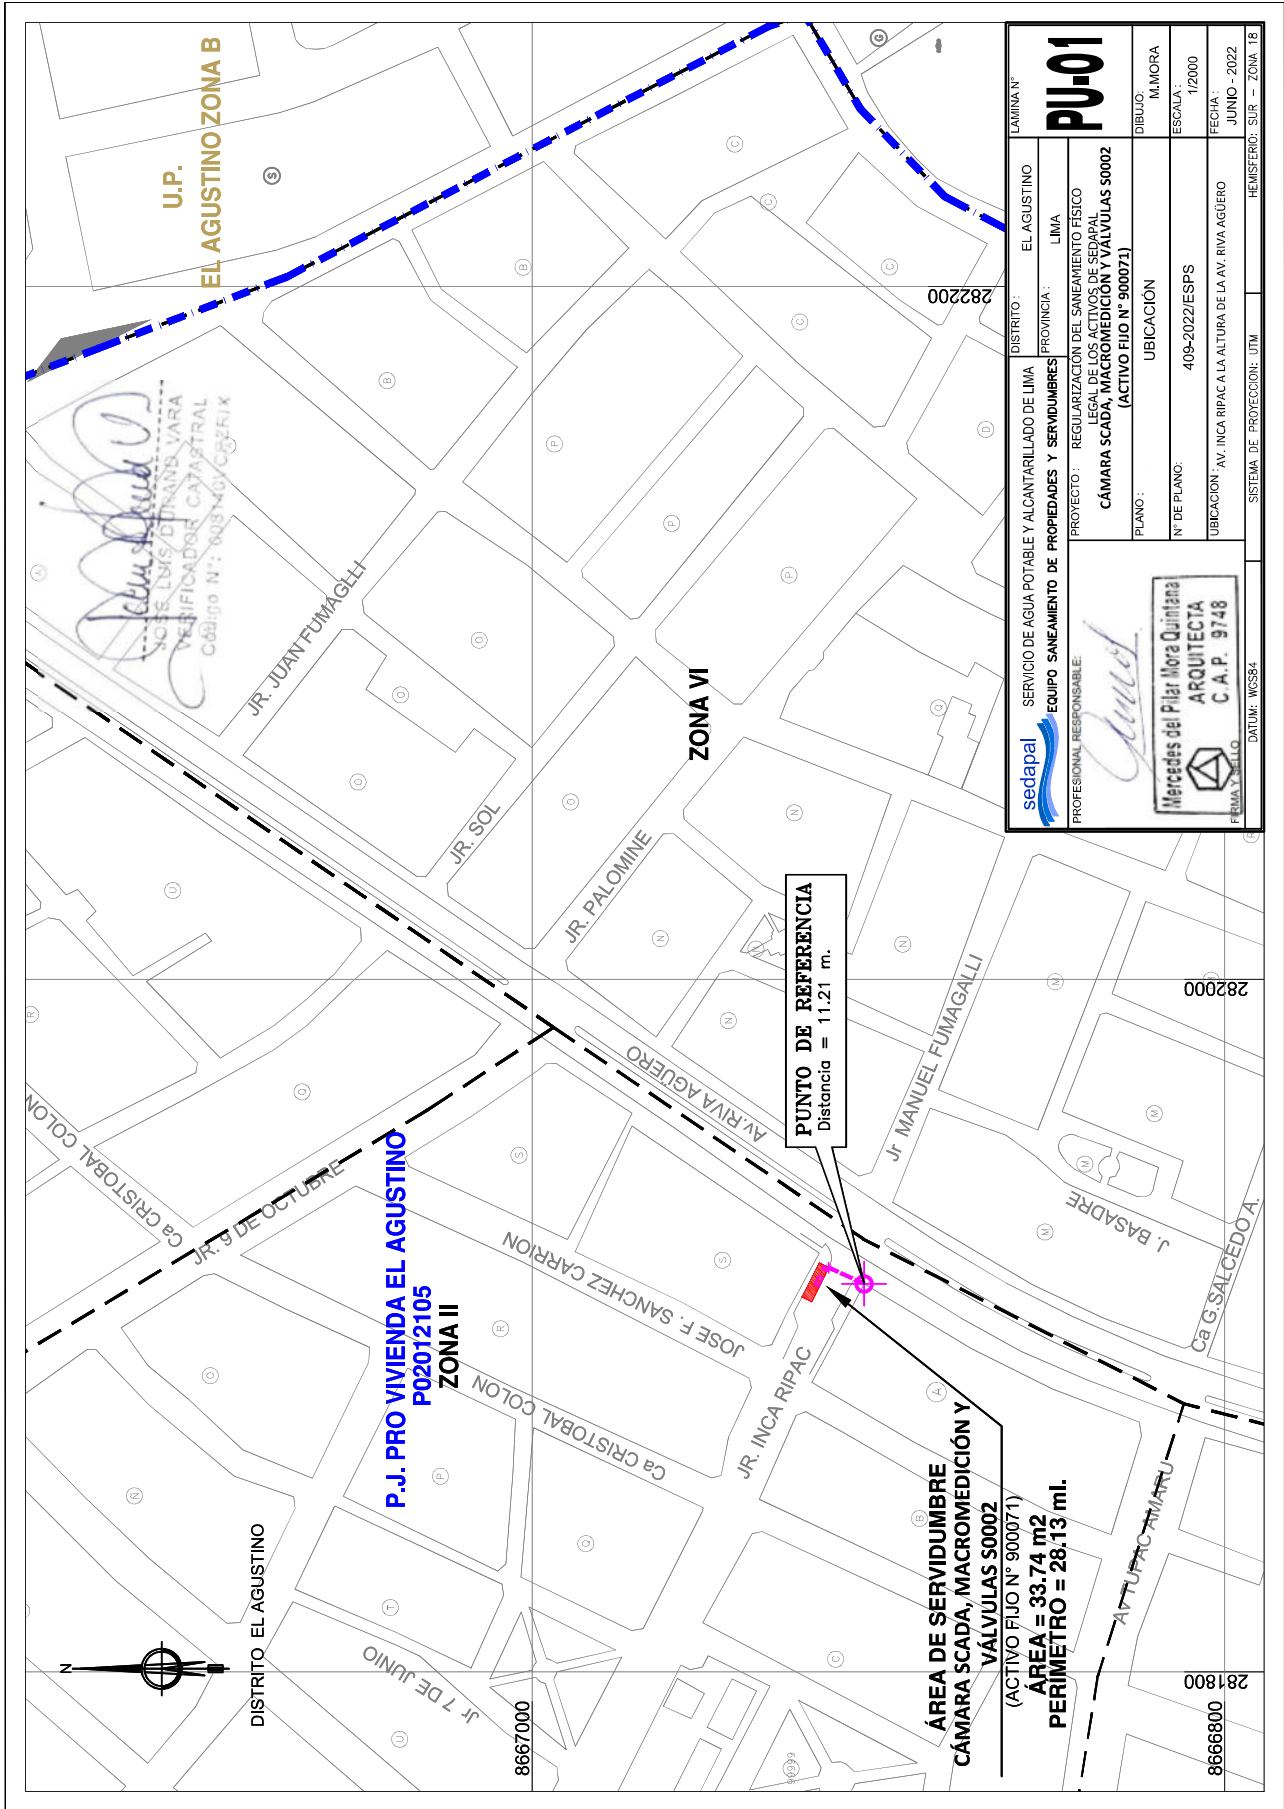 U.P.
EL AGUSTINO ZONA B
S
G
JOSE LUIS DURAND VARA
VERIFICADOR CATASTRAL
JR. JUAN FUMAGLLI
JR. SOL
JR. PALOMINE
ZONA VI
Av.RIVA AGÜERO
Jr MANUEL FUMAGALLI
J. BASADRE
Ca G.SALCEDO A.
Av TUPAC AMARU
Ca CRISTOBAL COLON
JR. 9 DE OCTUBRE
P.J. PRO VIVIENDA EL AGUSTINO
P02012105
ZONA II
JOSE F. SANCHEZ CARRION
Ca CRISTOBAL COLON
JR. INCA RIPAC
Jr 7 DE JUNIO
DISTRITO EL AGUSTINO
N
PUNTO DE REFERENCIA
Distancia = 11.21 m.
ÁREA DE SERVIDUMBRE
CÁMARA SCADA, MACROMEDICIÓN Y
VÁLVULAS S0002
(ACTIVO FIJO N° 900071)
ÁREA = 33.74 m2
PERÍMETRO = 28.13 ml.
282200
282000
281800
8667000
8666800
99999
sedapal
SERVICIO DE AGUA POTABLE Y ALCANTARILLADO DE LIMA
EQUIPO SANEAMIENTO DE PROPIEDADES Y SERVIDUMBRES
DISTRITO : EL AGUSTINO
PROVINCIA : LIMA
LAMINA N°
PU-01
PROFESIONAL RESPONSABLE:
Mercedes del Pilar Mora Quintana
ARQUITECTA
C.A.P. 9748
FIRMA Y SELLO
PROYECTO : REGULARIZACIÓN DEL SANEAMIENTO FÍSICO
LEGAL DE LOS ACTIVOS DE SEDAPAL
CÁMARA SCADA, MACROMEDICIÓN Y VÁLVULAS S0002
(ACTIVO FIJO N° 900071)
PLANO : UBICACIÓN
N° DE PLANO: 409-2022/ESPS
UBICACION : AV. INCA RIPAC A LA ALTURA DE LA AV. RIVA AGÜERO
DIBUJO: M.MORA
ESCALA : 1/2000
FECHA : JUNIO - 2022
DATUM: WGS84
SISTEMA DE PROYECCION: UTM
HEMISFERIO: SUR - ZONA 18